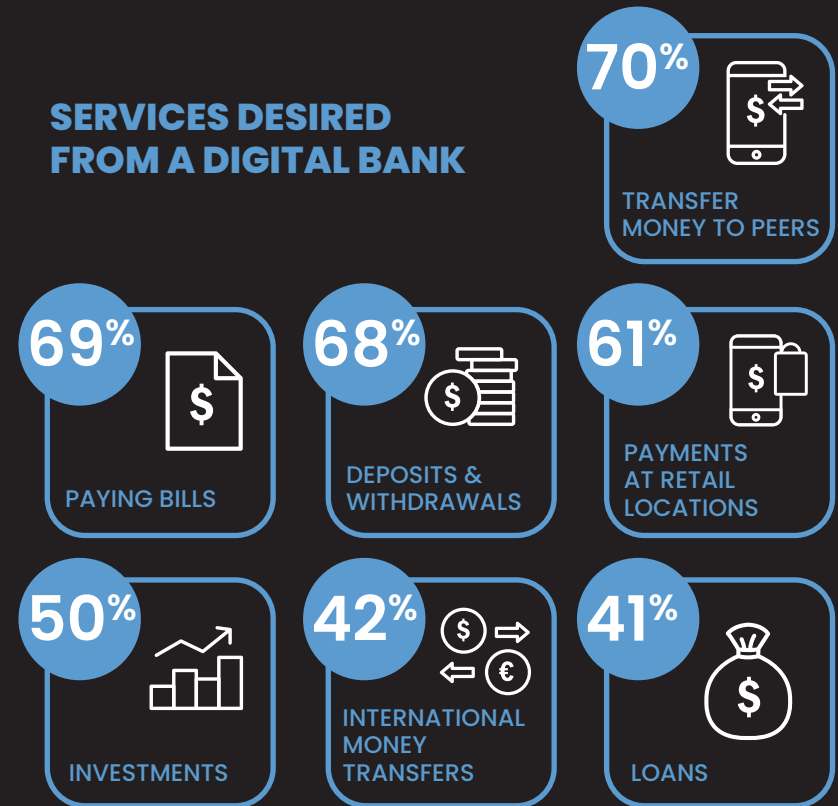 SERVICES DESIRED
FROM A DIGITAL BANK
70%
$
TRANSFER
MONEY TO PEERS
69%
$
PAYING BILLS
68%
$
DEPOSITS &
WITHDRAWALS
61%
$
PAYMENTS
AT RETAIL
LOCATIONS
50%
INVESTMENTS
42%
$
€
INTERNATIONAL
MONEY
TRANSFERS
41%
$
LOANS